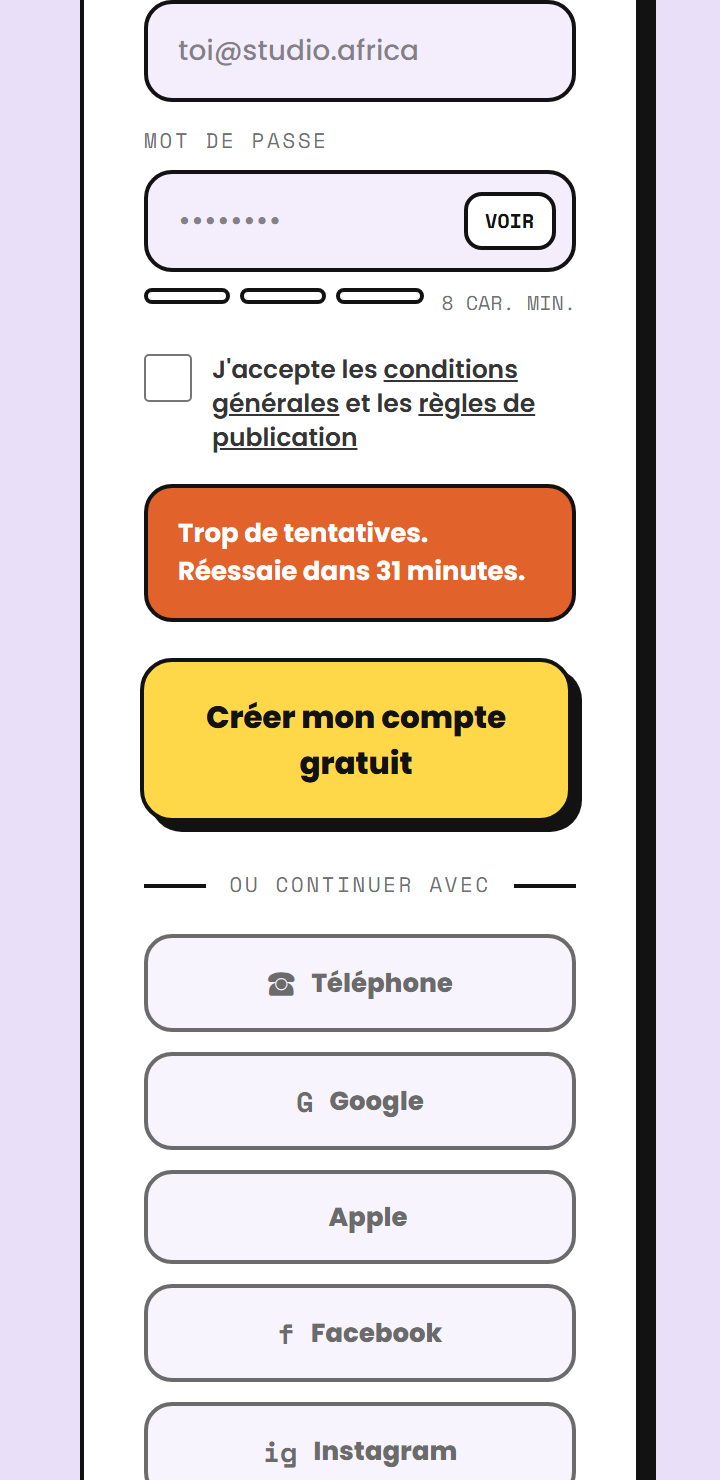 toi@studio.africa
MOT DE PASSE
••••••••
VOIR
8 CAR. MIN.
J'accepte les conditions
générales et les règles de
publication
Trop de tentatives.
Réessaie dans 31 minutes.
Créer mon compte
gratuit
OU CONTINUER AVEC
☎ Téléphone
G Google
Apple
f Facebook
ig Instagram